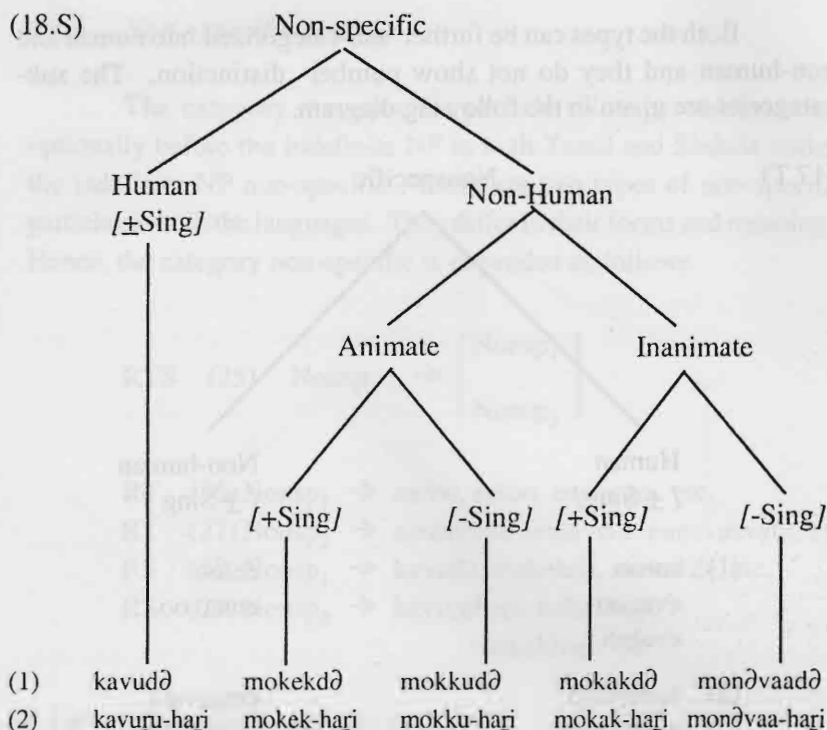 (18.S) Non-specific
Human Non-Human
[±Sing]
Animate Inanimate
[+Sing] [-Sing] [+Sing] [-Sing]
(1) kavud∂ mokekd∂ mokkud∂ mokakd∂ mon∂vaad∂
(2) kavuru-hari mokek-hari mokku-hari mokak-hari mon∂vaa-hari